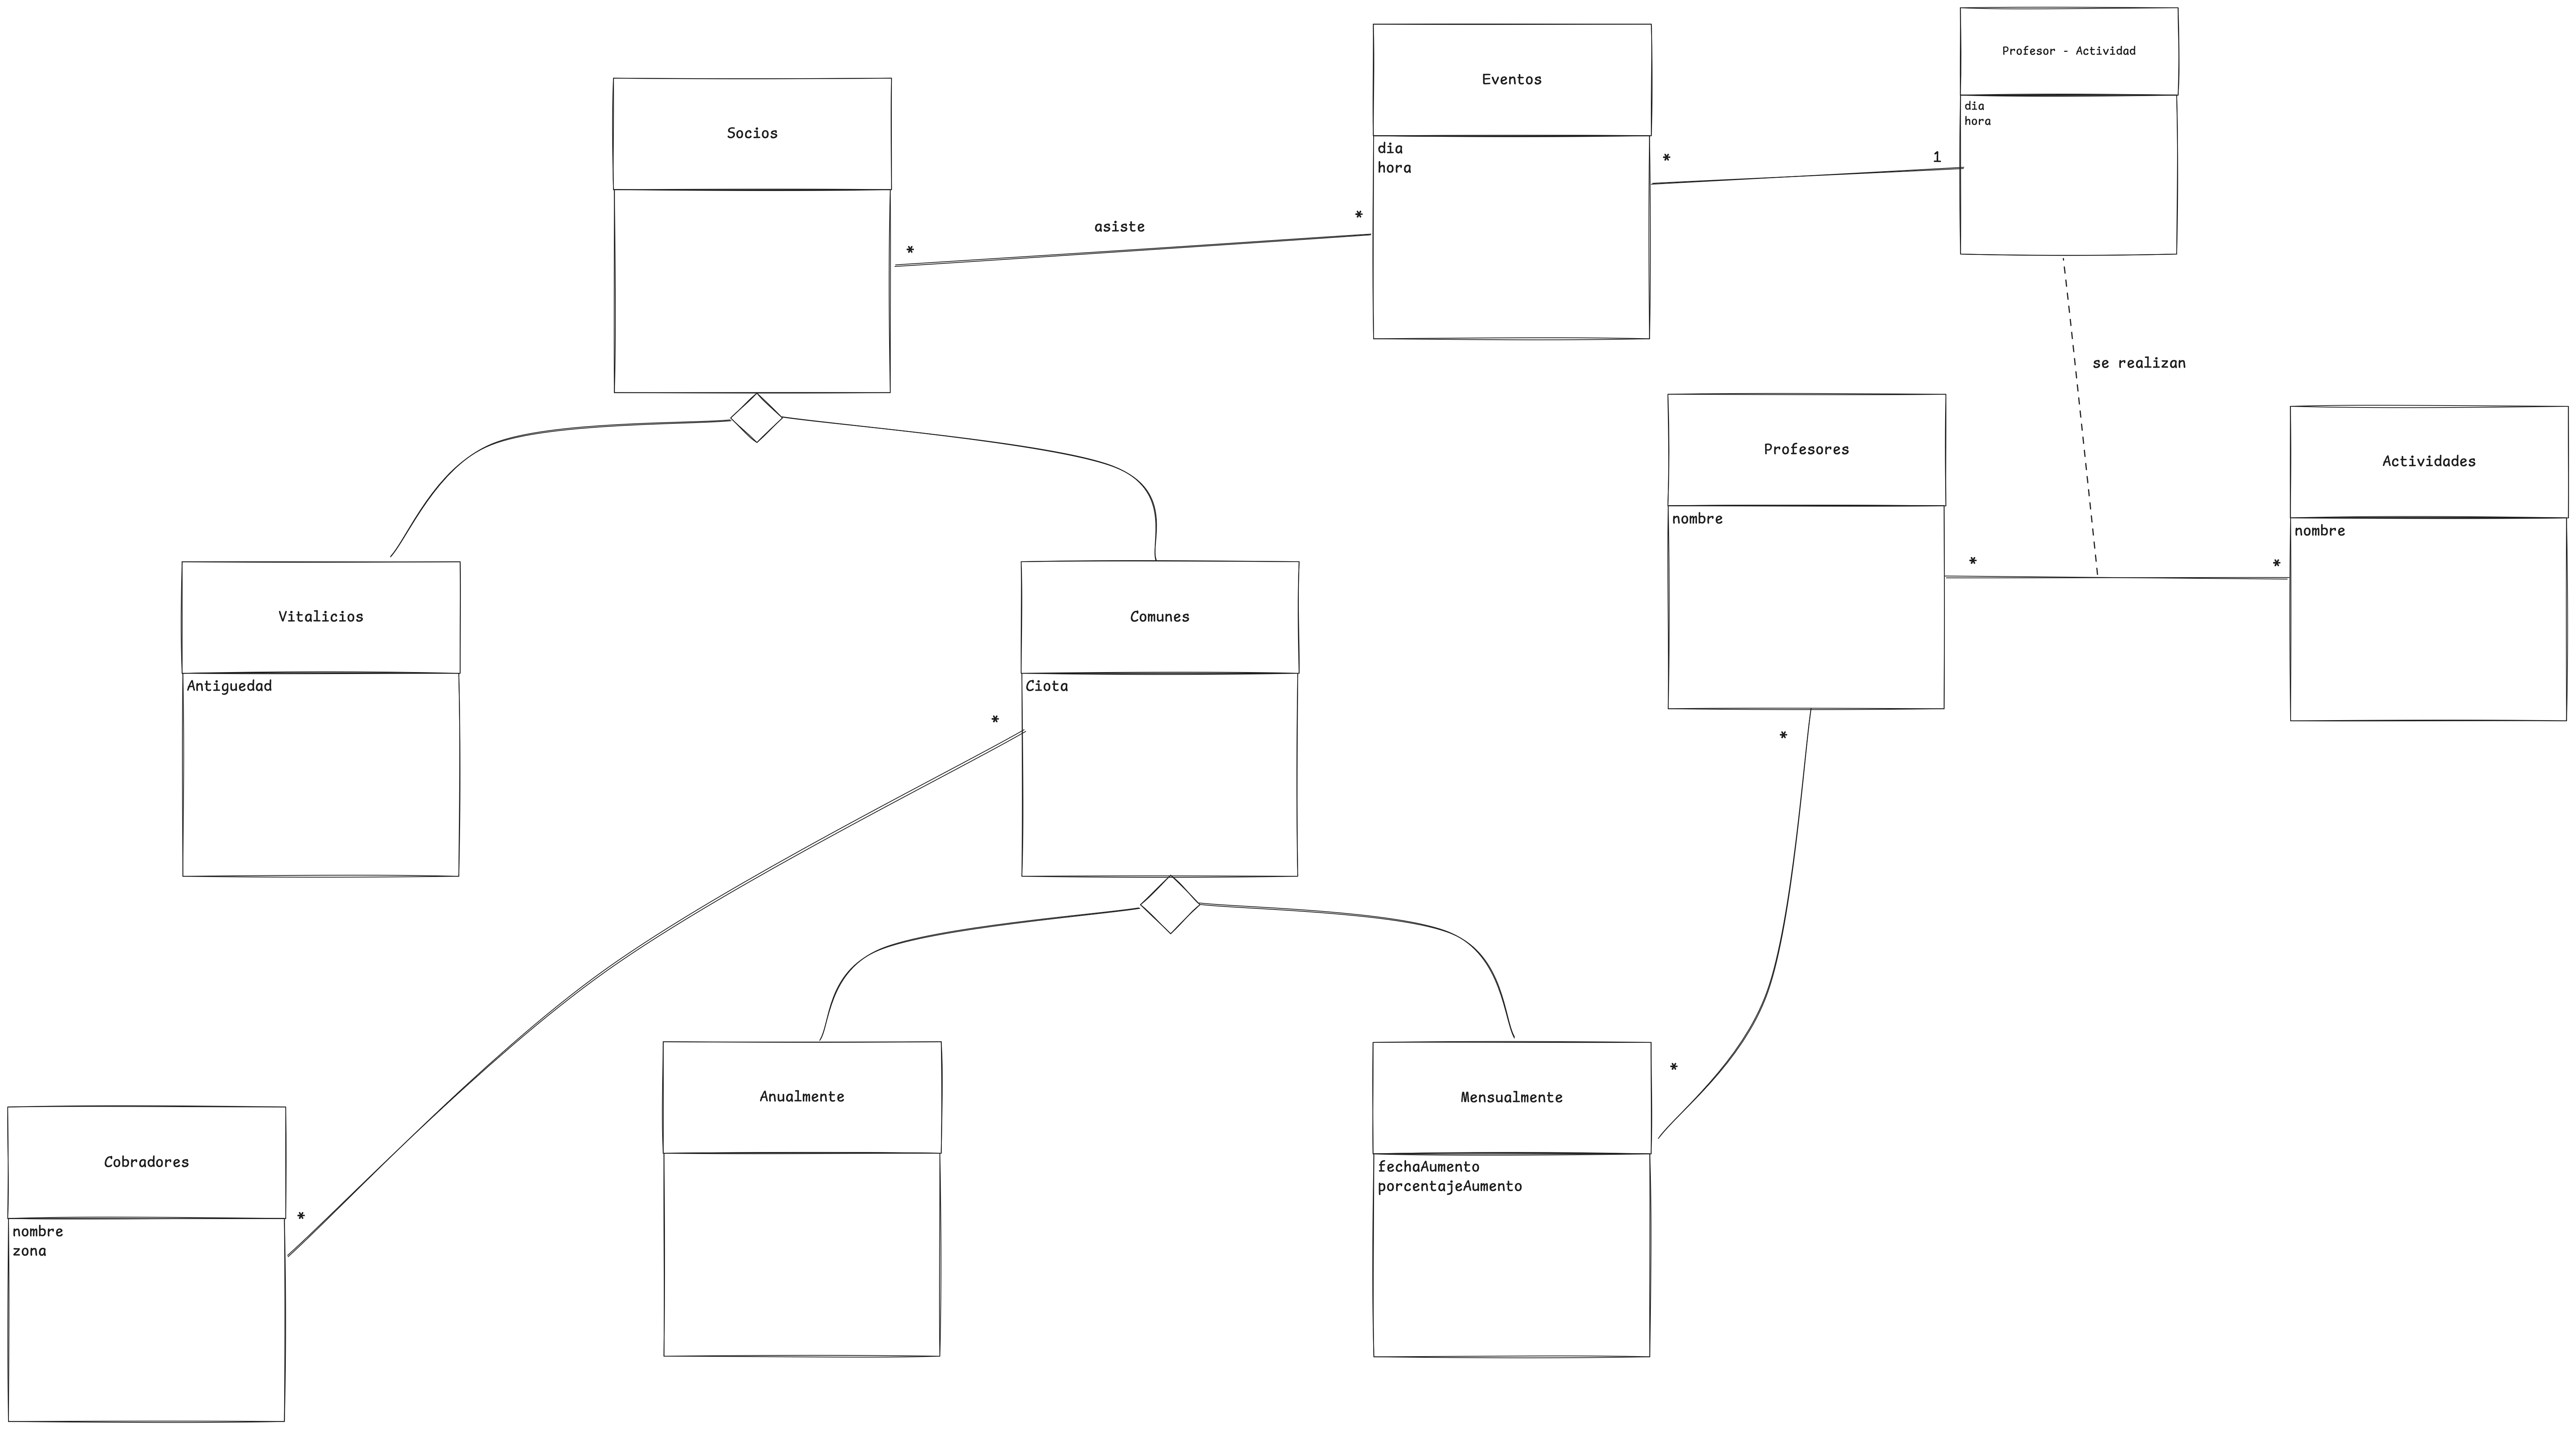 Profesor - Actividad
dia
hora
Eventos
dia
hora
Socios
*
1
asiste
*
*
se realizan
Profesores
nombre
Actividades
nombre
*
*
Vitalicios
Antiguedad
Comunes
Ciota
*
*
Anualmente
Mensualmente
fechaAumento
porcentajeAumento
*
Cobradores
nombre
zona
*